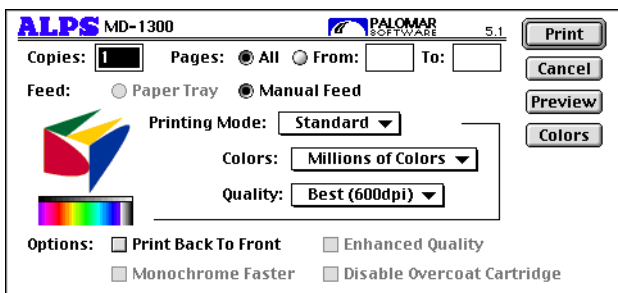 ALPS MD-1300 PALOMAR SOFTWARE 5.1 Print
Copies: 1 Pages: All From: To: Cancel
Feed: Paper Tray Manual Feed Preview
Printing Mode: Standard Colors
Colors: Millions of Colors
Quality: Best (600dpi)
Options: Print Back To Front Enhanced Quality
Monochrome Faster Disable Overcoat Cartridge